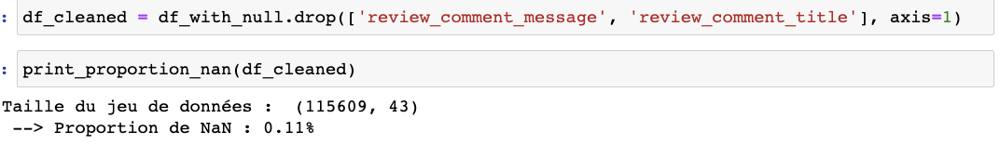 : df_cleaned = df_with_null.drop(['review_comment_message', 'review_comment_title'], axis=1)
: print_proportion_nan(df_cleaned)
Taille du jeu de données :  (115609, 43)
 --> Proportion de NaN : 0.11%